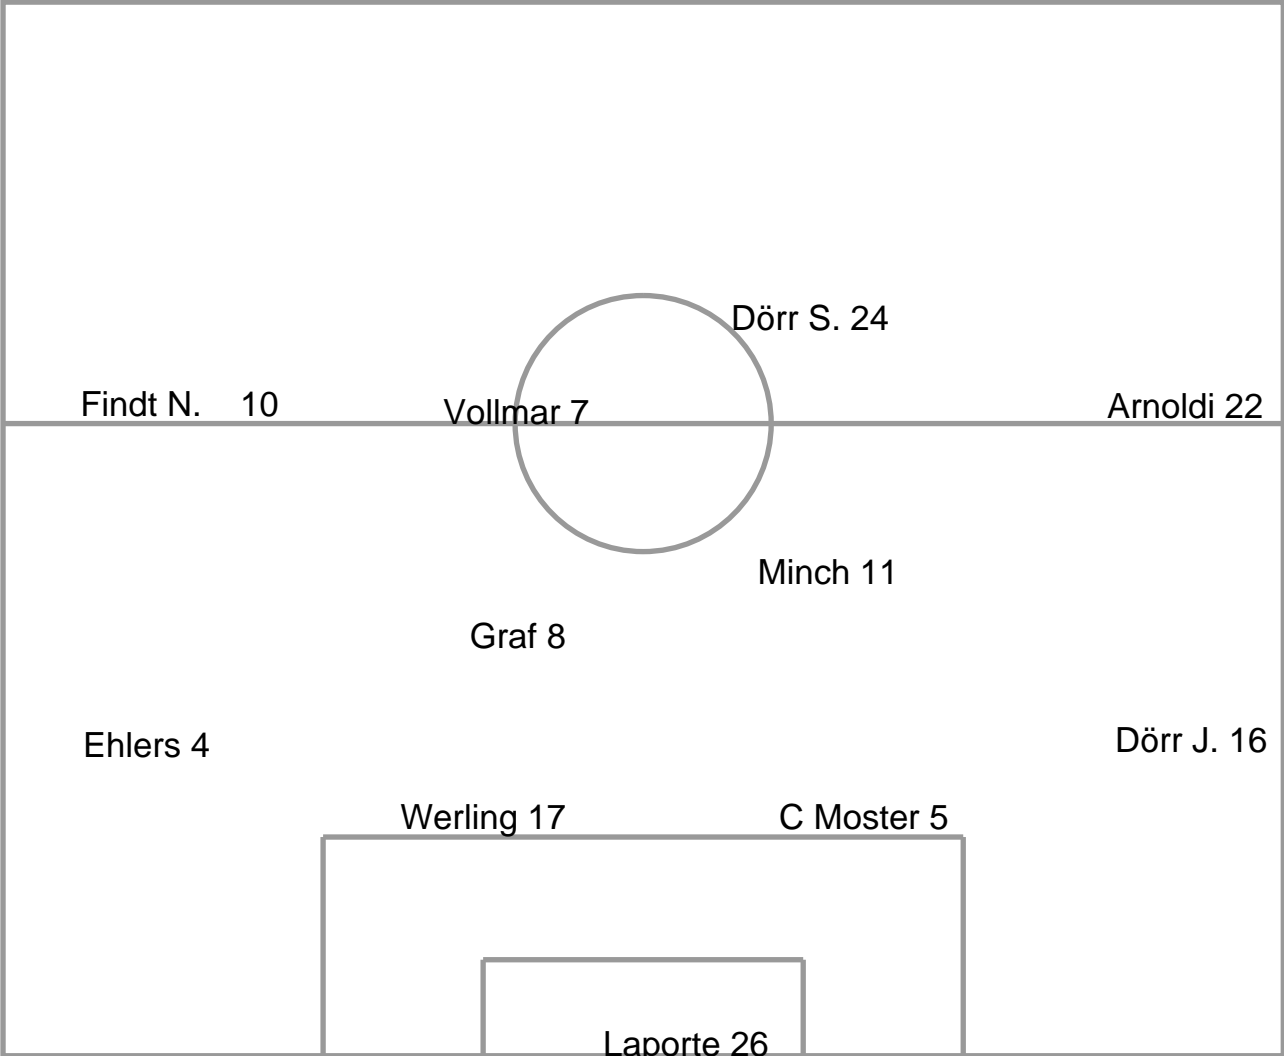 Dörr S. 24
Findt N. 10
Vollmar 7
Arnoldi 22
Minch 11
Graf 8
Ehlers 4
Dörr J. 16
Werling 17
C Moster 5
Laporte 26